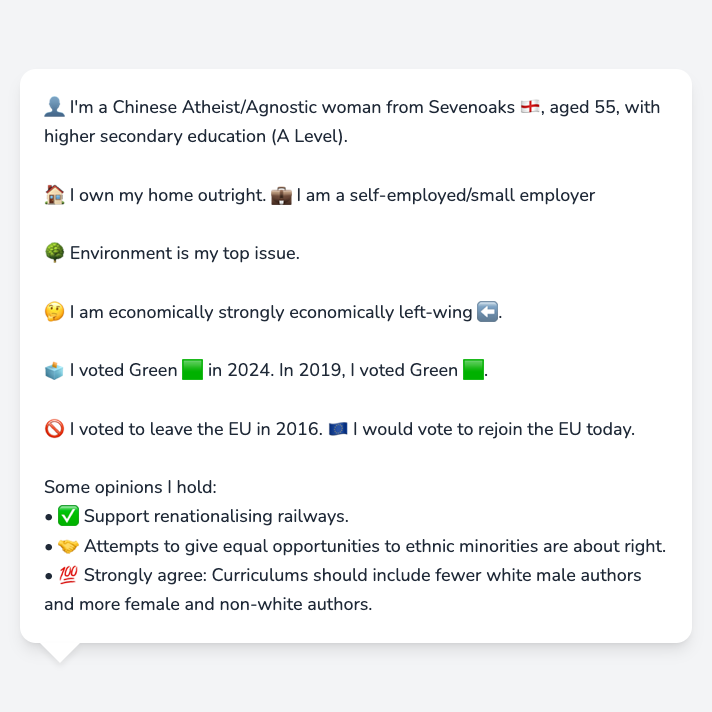 👤 I'm a Chinese Atheist/Agnostic woman from Sevenoaks 🏴󠁧󠁢󠁥󠁮󠁧󠁿, aged 55, with
higher secondary education (A Level).
🏠 I own my home outright. 💼 I am a self-employed/small employer
🌳 Environment is my top issue.
🤔 I am economically strongly economically left-wing ⬅️.
🗳️ I voted Green 🟩 in 2024. In 2019, I voted Green 🟩.
🚫 I voted to leave the EU in 2016. 🇪🇺 I would vote to rejoin the EU today.
Some opinions I hold:
• ✅ Support renationalising railways.
• 🤝 Attempts to give equal opportunities to ethnic minorities are about right.
• 💯 Strongly agree: Curriculums should include fewer white male authors
and more female and non-white authors.